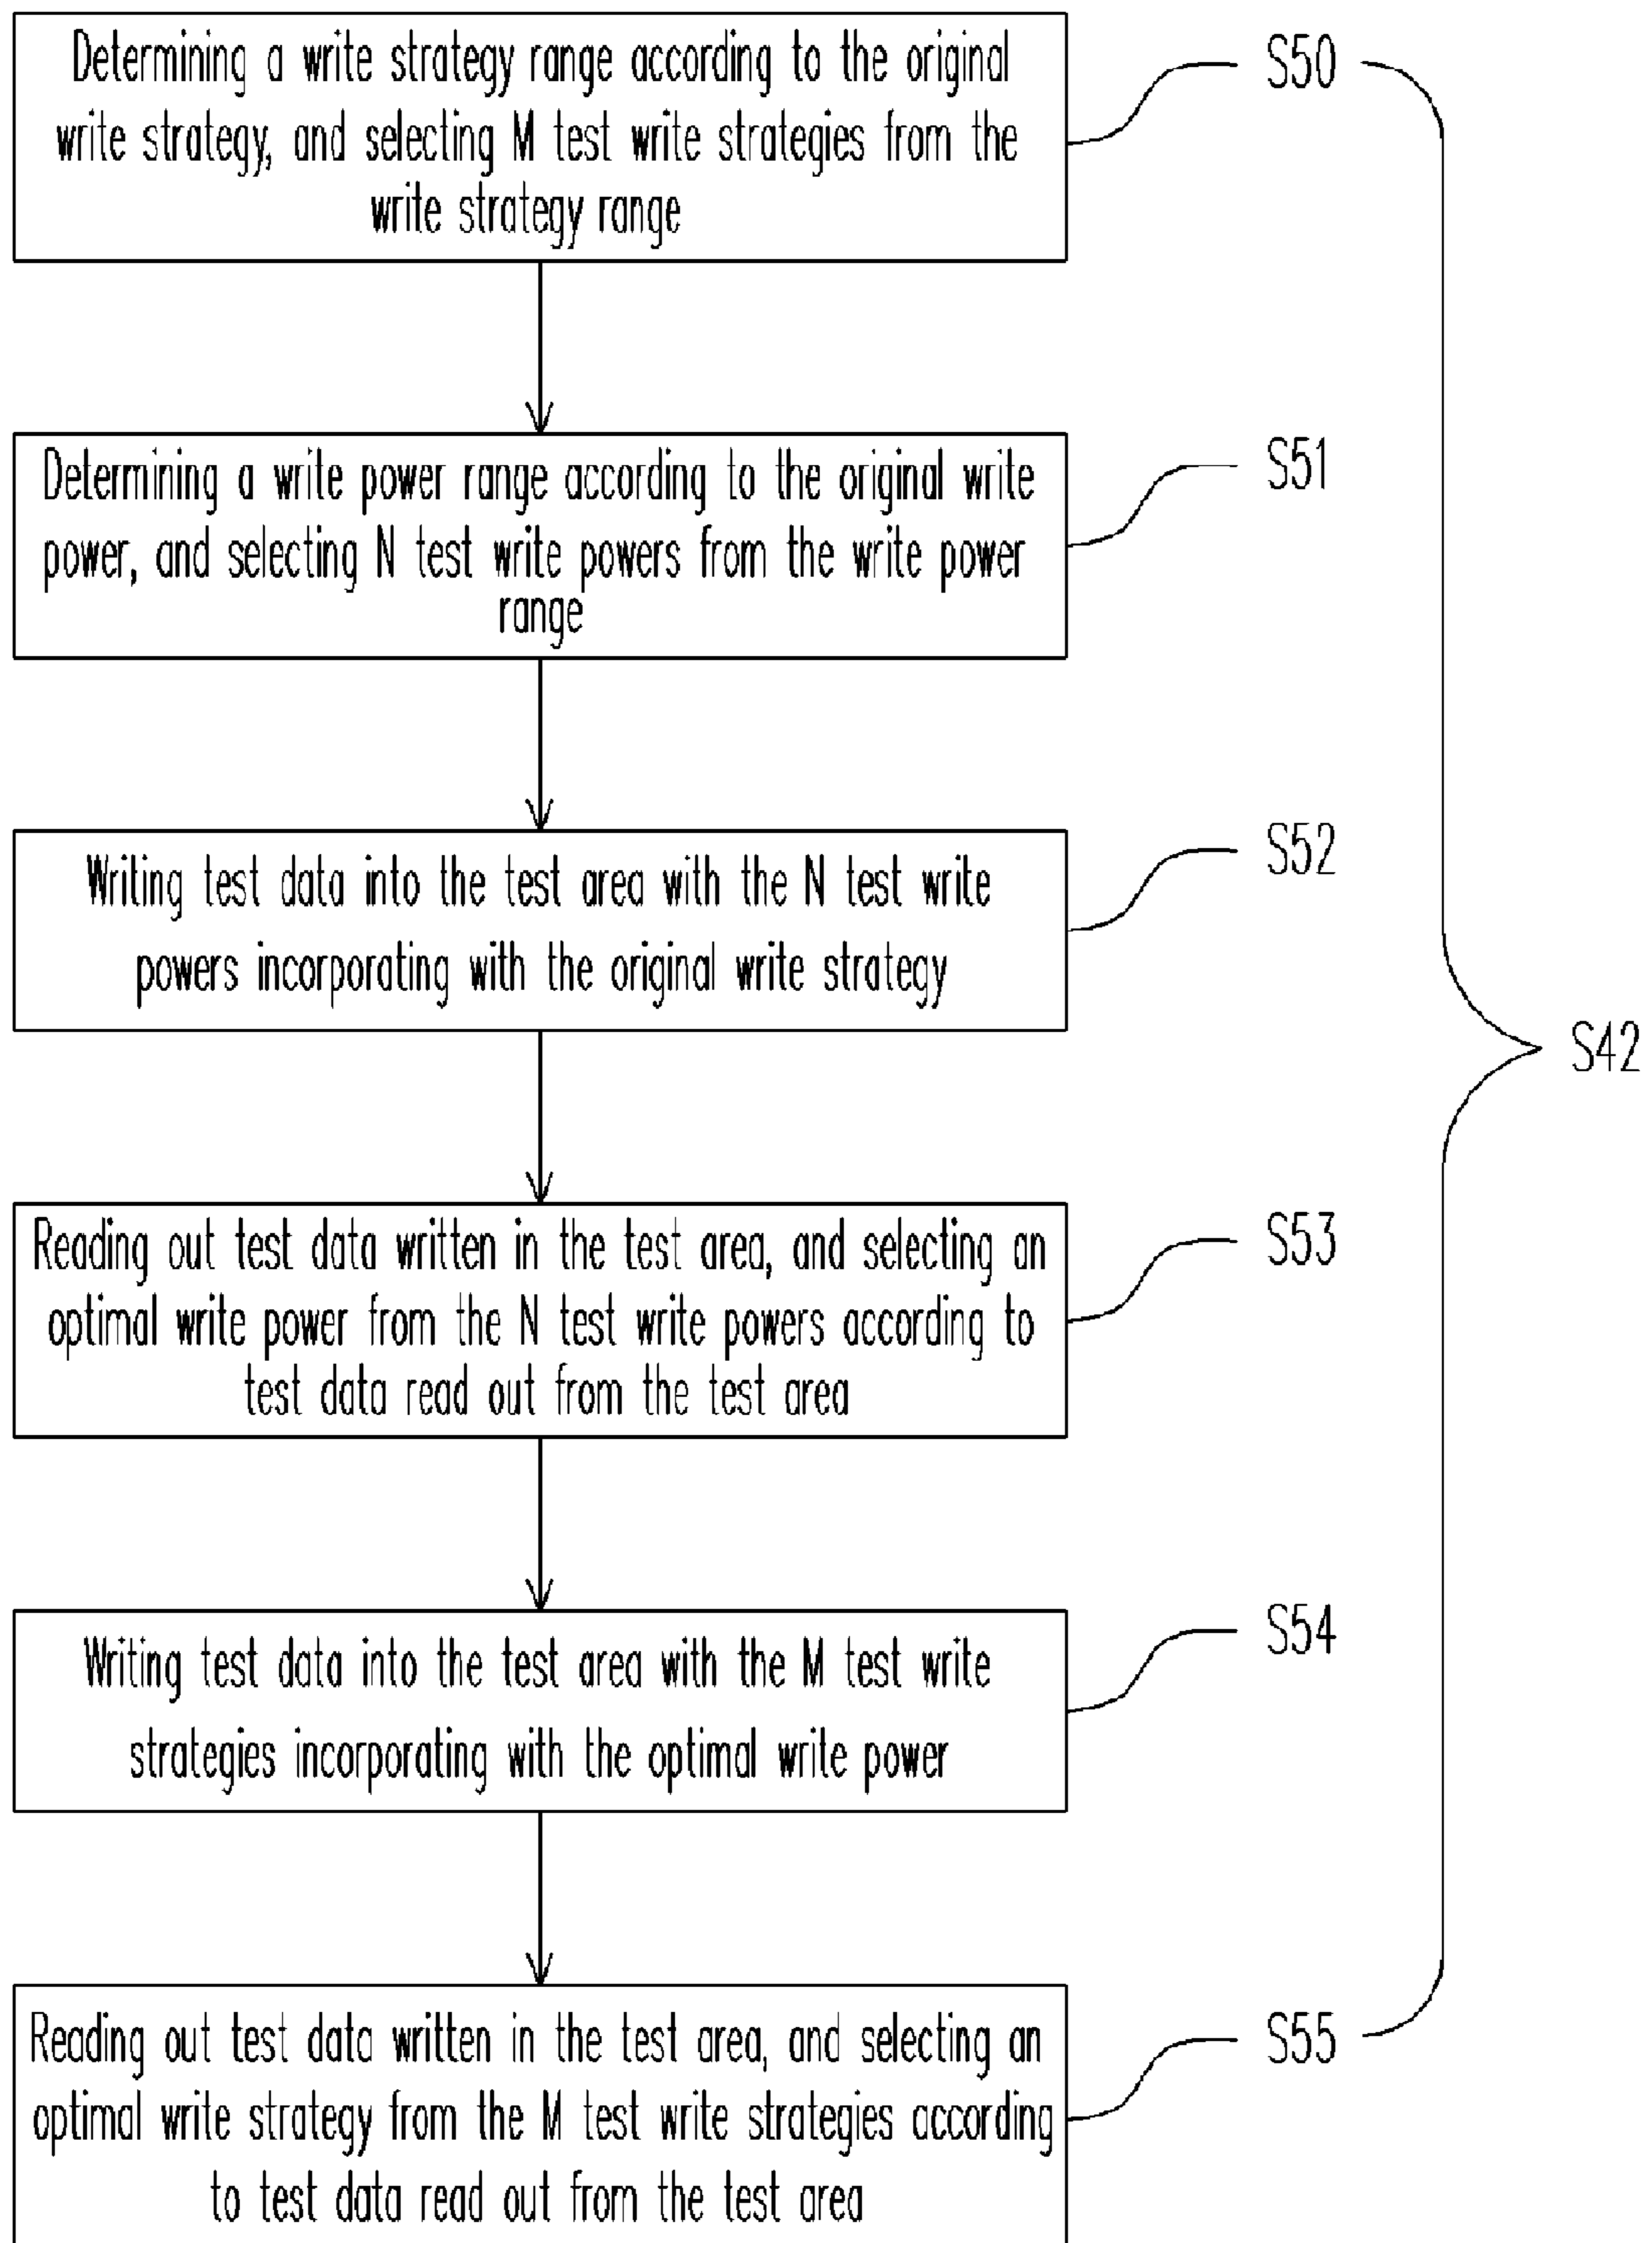 Determining a write strategy range according to the original
write strategy, and selecting M test write strategies from the
write strategy range
S50
Determining a write power range according to the original write
power, and selecting N test write powers from the write power
range
S51
Writing test data into the test area with the N test write
powers incorporating with the original write strategy
S52
S42
Reading out test data written in the test area, and selecting an
optimal write power from the N test write powers according to
test data read out from the test area
S53
Writing test data into the test area with the M test write
strategies incorporating with the optimal write power
S54
Reading out test data written in the test area, and selecting an
optimal write strategy from the M test write strategies according
to test data read out from the test area
S55